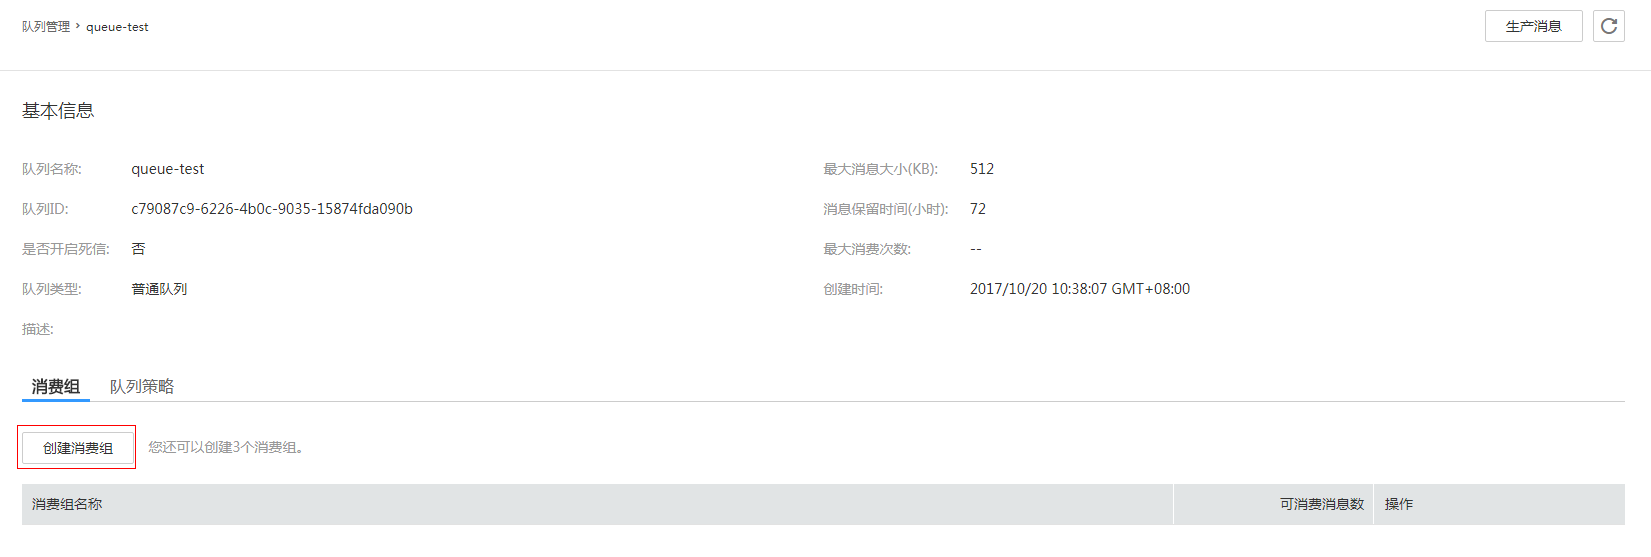 队列管理 › queue-test
生产消息
基本信息
队列名称: queue-test 最大消息大小(KB): 512
队列ID: c79087c9-6226-4b0c-9035-15874fda090b 消息保留时间(小时): 72
是否开启死信: 否 最大消费次数: --
队列类型: 普通队列 创建时间: 2017/10/20 10:38:07 GMT+08:00
描述:
消费组 队列策略
创建消费组 您还可以创建3个消费组。
消费组名称 可消费消息数 操作